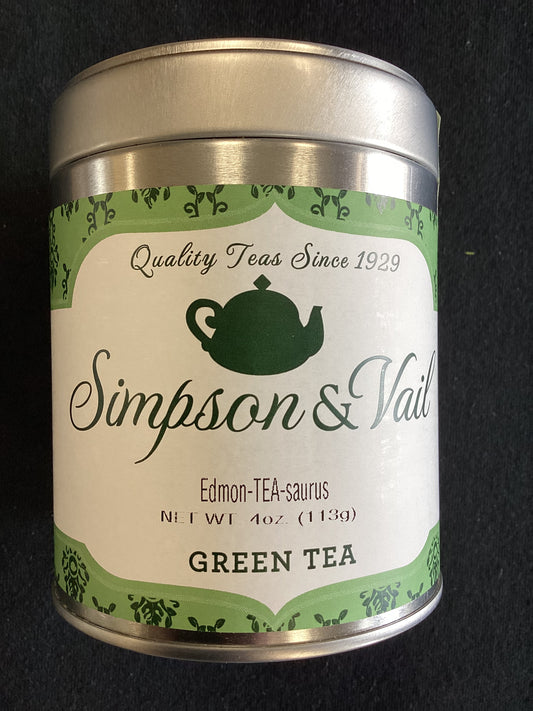 Quality Teas Since 1929
Simpson & Vail
Edmon-TEA-saurus
NET WT. 4oz. (113g)
GREEN TEA